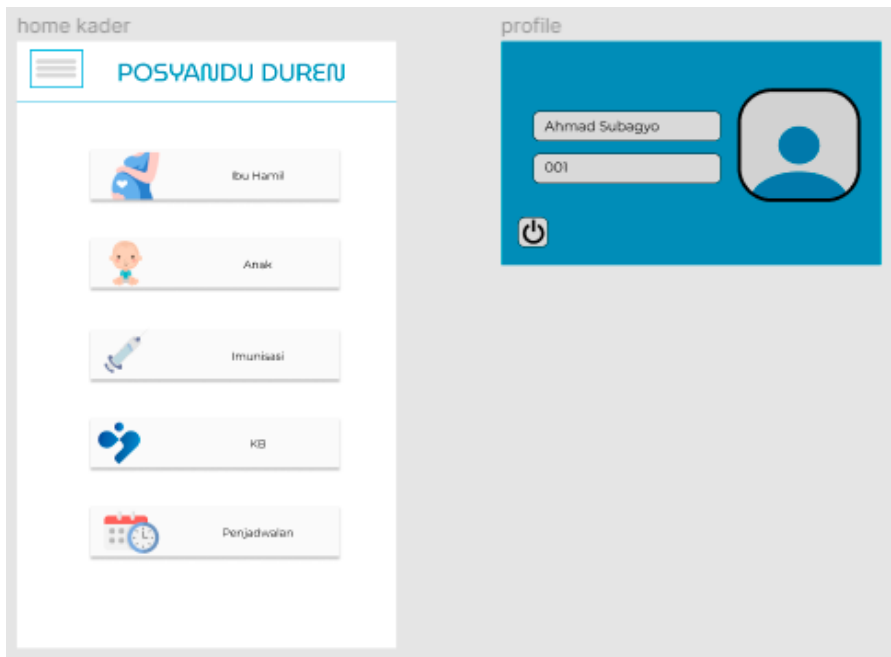 home kader
POSYANDU DUREN
Ibu Hamil
Anak
Imunisasi
KB
Penjadwalan
profile
Ahmad Subagyo
001